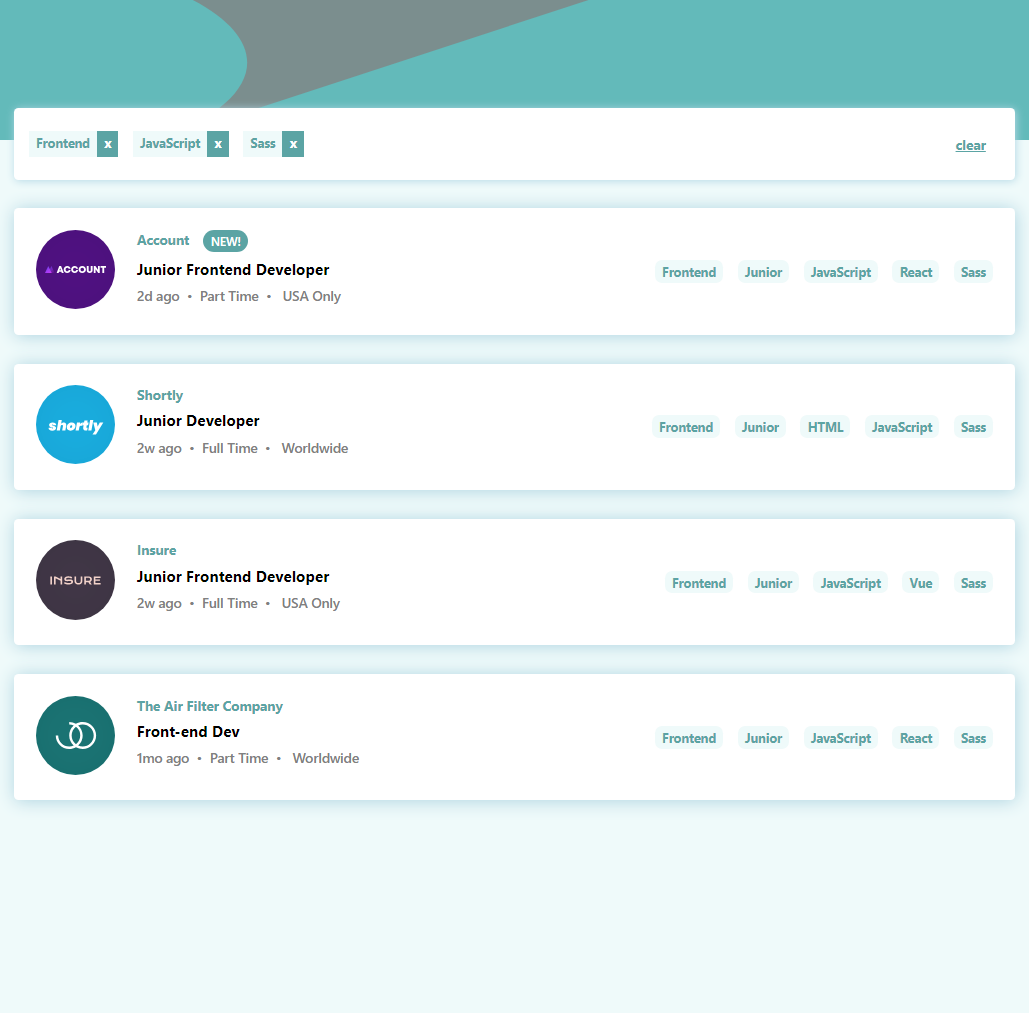 Frontend x JavaScript x Sass x clear
Account NEW!
ACCOUNT
Junior Frontend Developer
2d ago • Part Time • USA Only
Frontend Junior JavaScript React Sass
Shortly
shortly
Junior Developer
2w ago • Full Time • Worldwide
Frontend Junior HTML JavaScript Sass
Insure
INSURE
Junior Frontend Developer
2w ago • Full Time • USA Only
Frontend Junior JavaScript Vue Sass
The Air Filter Company
Front-end Dev
1mo ago • Part Time • Worldwide
Frontend Junior JavaScript React Sass